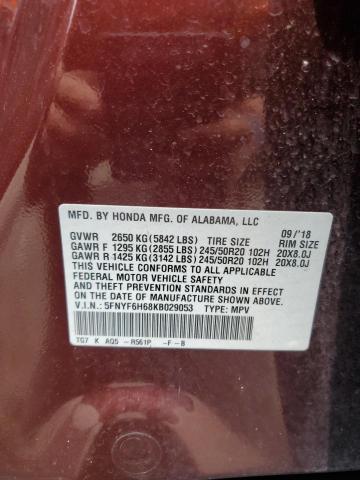 MFD. BY HONDA MFG. OF ALABAMA, LLC 09/'18
GVWR 2650 KG (5842 LBS) TIRE SIZE RIM SIZE
GAWR F 1295 KG (2855 LBS) 245/50R20 102H 20X8.0J
GAWR R 1425 KG (3142 LBS) 245/50R20 102H 20X8.0J
THIS VEHICLE CONFORMS TO ALL APPLICABLE
FEDERAL MOTOR VEHICLE SAFETY STANDARDS
IN EFFECT ON THE DATE OF MANUFACTURE
SHOWN ABOVE.
V.I.N.: 5FNYF6H68KB029053 TYPE: MPV
TG7 K AQ5 -R561P -F -B